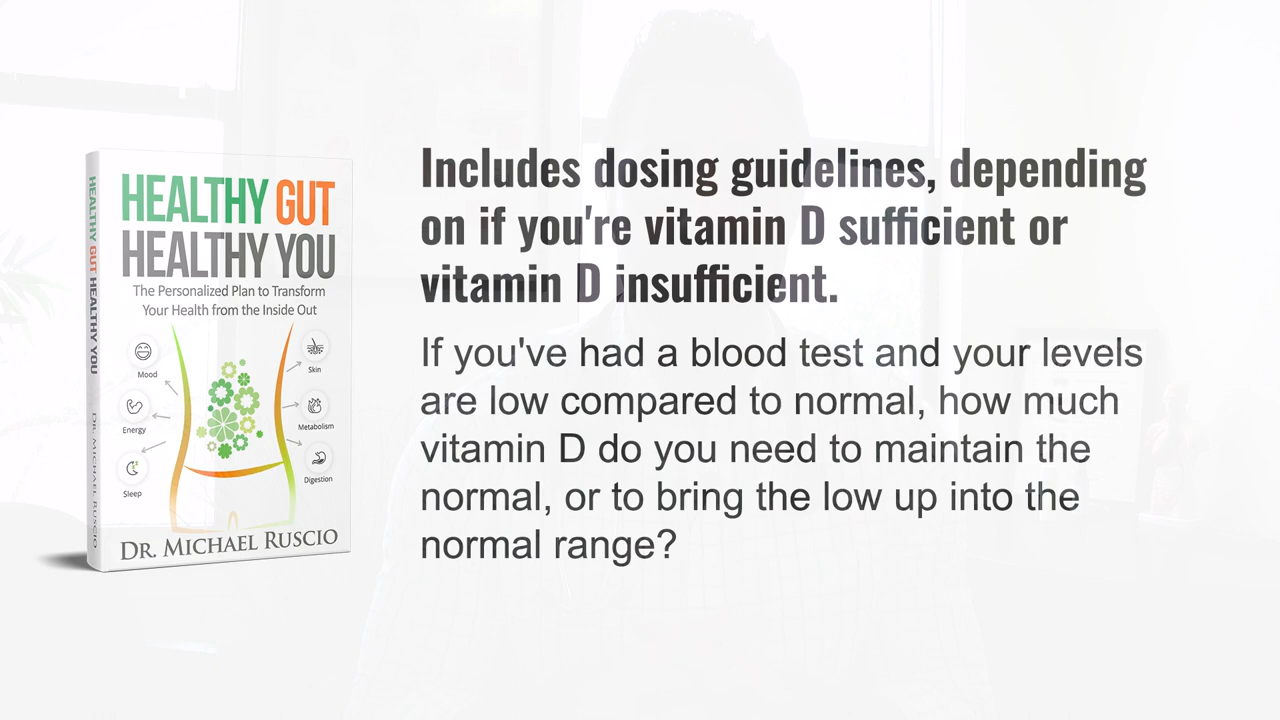 HEALTHY GUT
HEALTHY YOU
The Personalized Plan to Transform
Your Health from the Inside Out
Mood
Energy
Sleep
Skin
Metabolism
Digestion
DR. MICHAEL RUSCIO
HEALTHY GUT HEALTHY YOU
DR. MICHAEL RUSCIO
Includes dosing guidelines, depending
on if you're vitamin D sufficient or
vitamin D insufficient.
If you've had a blood test and your levels
are low compared to normal, how much
vitamin D do you need to maintain the
normal, or to bring the low up into the
normal range?